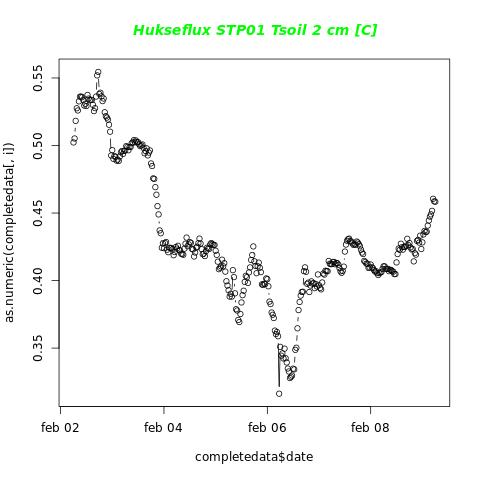 Hukseflux STP01 Tsoil 2 cm [C]
as.numeric(completedata[, i])
0.55
0.50
0.45
0.40
0.35
feb 02 feb 04 feb 06 feb 08
completedata$date